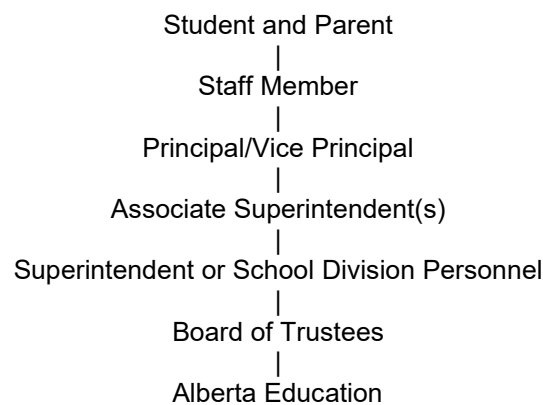 Student and Parent
|
Staff Member
|
Principal/Vice Principal
|
Associate Superintendent(s)
|
Superintendent or School Division Personnel
|
Board of Trustees
|
Alberta Education